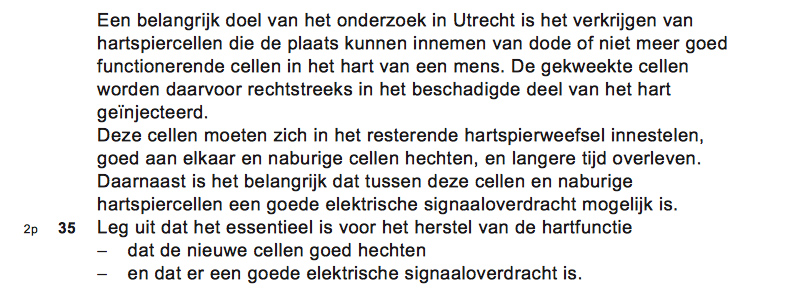 Een belangrijk doel van het onderzoek in Utrecht is het verkrijgen van
hartspiercellen die de plaats kunnen innemen van dode of niet meer goed
functionerende cellen in het hart van een mens. De gekweekte cellen
worden daarvoor rechtstreeks in het beschadigde deel van het hart
geïnjecteerd.
Deze cellen moeten zich in het resterende hartspierweefsel innestelen,
goed aan elkaar en naburige cellen hechten, en langere tijd overleven.
Daarnaast is het belangrijk dat tussen deze cellen en naburige
hartspiercellen een goede elektrische signaaloverdracht mogelijk is.
2p 35 Leg uit dat het essentieel is voor het herstel van de hartfunctie
– dat de nieuwe cellen goed hechten
– en dat er een goede elektrische signaaloverdracht is.